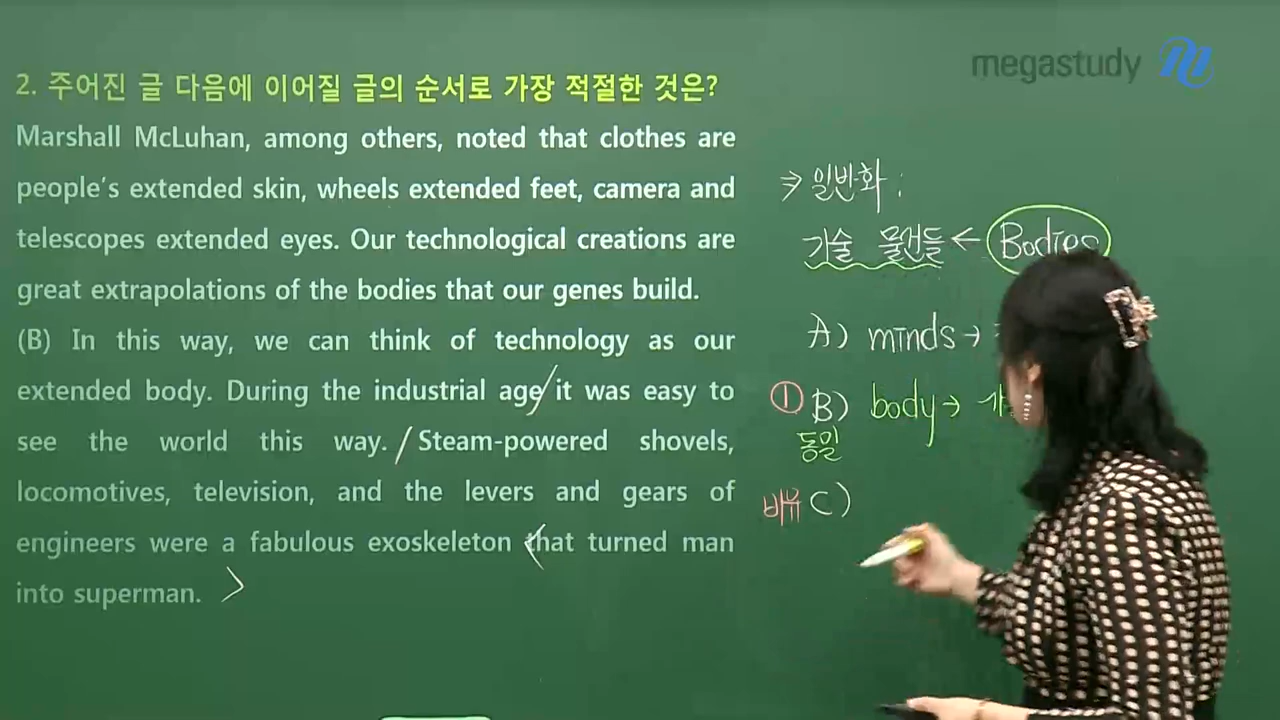 megastudy
2. 주어진 글 다음에 이어질 글의 순서로 가장 적절한 것은?
Marshall McLuhan, among others, noted that clothes are
people's extended skin, wheels extended feet, camera and
telescopes extended eyes. Our technological creations are
great extrapolations of the bodies that our genes build.
(B) In this way, we can think of technology as our
extended body. During the industrial age it was easy to
see the world this way. Steam-powered shovels,
locomotives, television, and the levers and gears of
engineers were a fabulous exoskeleton that turned man
into superman.
⇒ 일반화 :
기술 물건들 ← Bodies
A) minds →
① B) body →
동일
비유 C)